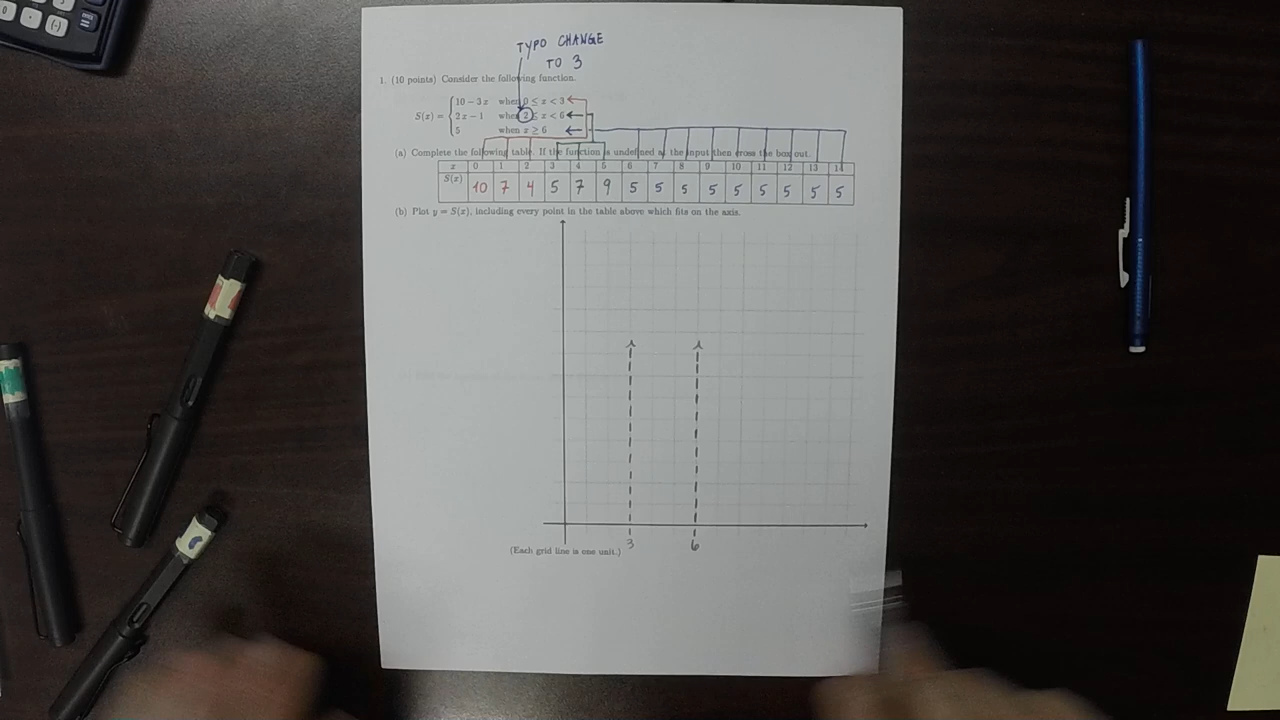 TYPO CHANGE
TO 3
1. (10 points) Consider the following function.
10 − 3x when 0 ≤ x < 3
S(x) = { 2x − 1 when 2 ≤ x < 6
5 when x ≥ 6
(a) Complete the following table. If the function is undefined at the input then cross the box out.
x 0 1 2 3 4 5 6 7 8 9 10 11 12 13 14
S(x) 10 7 4 5 7 9 5 5 5 5 5 5 5 5 5
(b) Plot y = S(x), including every point in the table above which fits on the axis.
3 6
(Each grid line is one unit.)